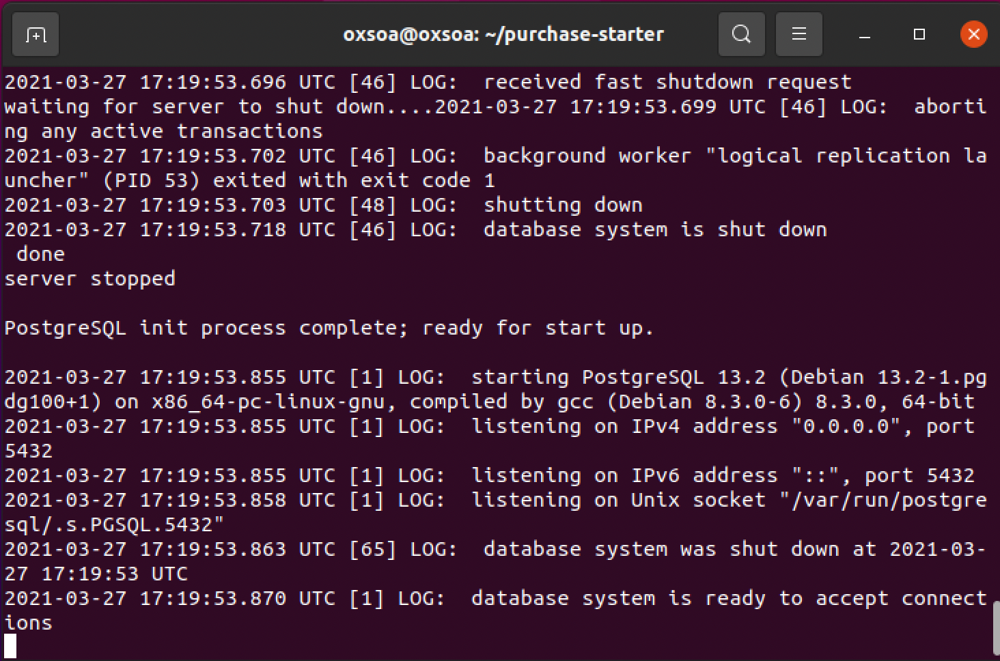 oxsoa@oxsoa: ~/purchase-starter
2021-03-27 17:19:53.696 UTC [46] LOG:  received fast shutdown request
waiting for server to shut down....2021-03-27 17:19:53.699 UTC [46] LOG:  aborti
ng any active transactions
2021-03-27 17:19:53.702 UTC [46] LOG:  background worker "logical replication la
uncher" (PID 53) exited with exit code 1
2021-03-27 17:19:53.703 UTC [48] LOG:  shutting down
2021-03-27 17:19:53.718 UTC [46] LOG:  database system is shut down
 done
server stopped

PostgreSQL init process complete; ready for start up.

2021-03-27 17:19:53.855 UTC [1] LOG:  starting PostgreSQL 13.2 (Debian 13.2-1.pg
dg100+1) on x86_64-pc-linux-gnu, compiled by gcc (Debian 8.3.0-6) 8.3.0, 64-bit
2021-03-27 17:19:53.855 UTC [1] LOG:  listening on IPv4 address "0.0.0.0", port
5432
2021-03-27 17:19:53.855 UTC [1] LOG:  listening on IPv6 address "::", port 5432
2021-03-27 17:19:53.858 UTC [1] LOG:  listening on Unix socket "/var/run/postgre
sql/.s.PGSQL.5432"
2021-03-27 17:19:53.863 UTC [65] LOG:  database system was shut down at 2021-03-
27 17:19:53 UTC
2021-03-27 17:19:53.870 UTC [1] LOG:  database system is ready to accept connect
ions